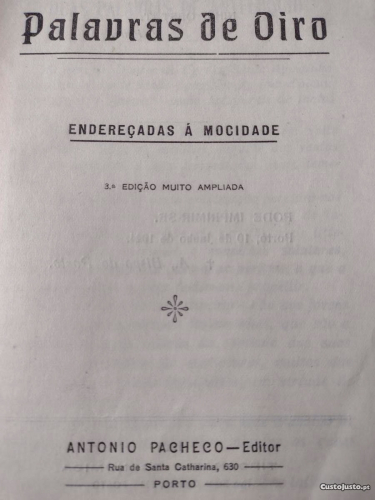 Palavras de Oiro
ENDEREÇADAS Á MOCIDADE
3.ª EDIÇÃO MUITO AMPLIADA
ANTONIO PACHECO—Editor
Rua de Santa Catharina, 630
PORTO
CustoJusto.pt